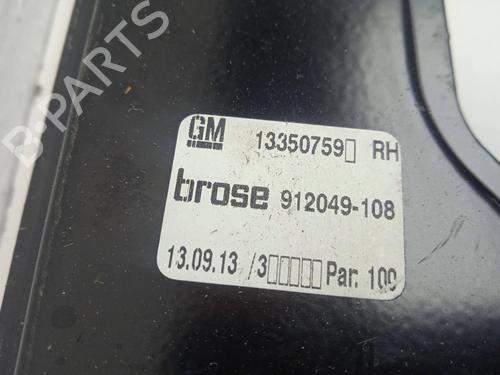 GM 13350759▯ RH
brose 912049-108
13.09.13 /3▯▯▯▯▯ Par. 100
B-PARTS